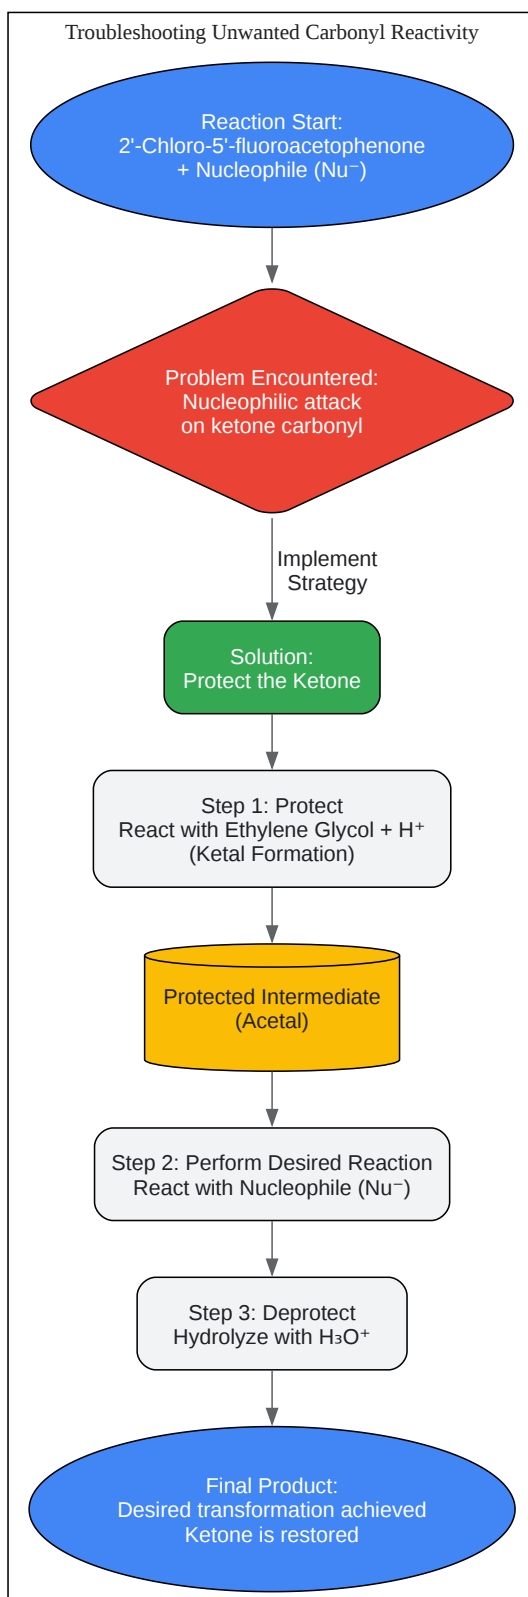 Troubleshooting Unwanted Carbonyl Reactivity
Reaction Start:
2'-Chloro-5'-fluoroacetophenone
+ Nucleophile (Nu⁻)
Problem Encountered:
Nucleophilic attack
on ketone carbonyl
Implement
Strategy
Solution:
Protect the Ketone
Step 1: Protect
React with Ethylene Glycol + H⁺
(Ketal Formation)
Protected Intermediate
(Acetal)
Step 2: Perform Desired Reaction
React with Nucleophile (Nu⁻)
Step 3: Deprotect
Hydrolyze with H₃O⁺
Final Product:
Desired transformation achieved
Ketone is restored